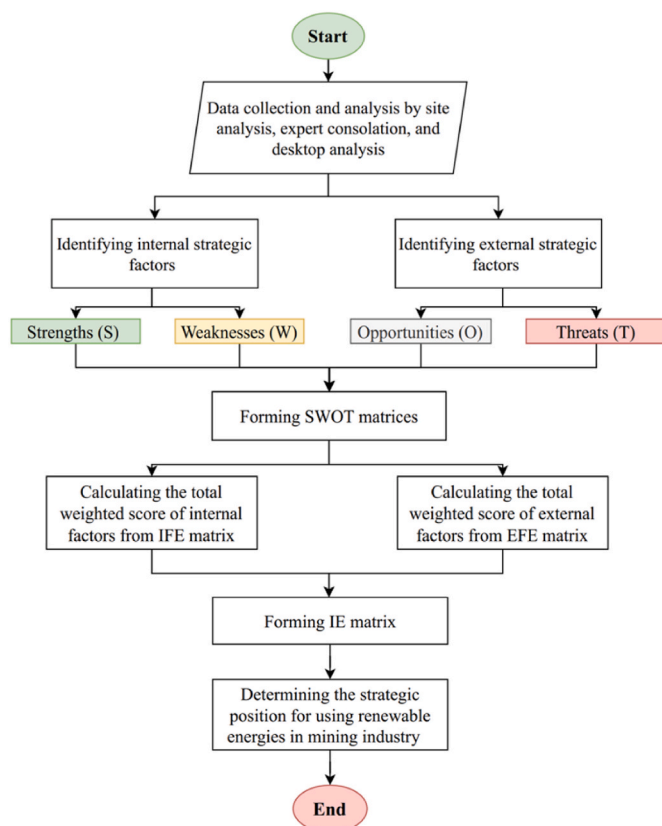 Start
Data collection and analysis by site
analysis, expert consolation, and
desktop analysis
Identifying internal strategic
factors
Identifying external strategic
factors
Strengths (S)
Weaknesses (W)
Opportunities (O)
Threats (T)
Forming SWOT matrices
Calculating the total
weighted score of internal
factors from IFE matrix
Calculating the total
weighted score of external
factors from EFE matrix
Forming IE matrix
Determining the strategic
position for using renewable
energies in mining industry
End